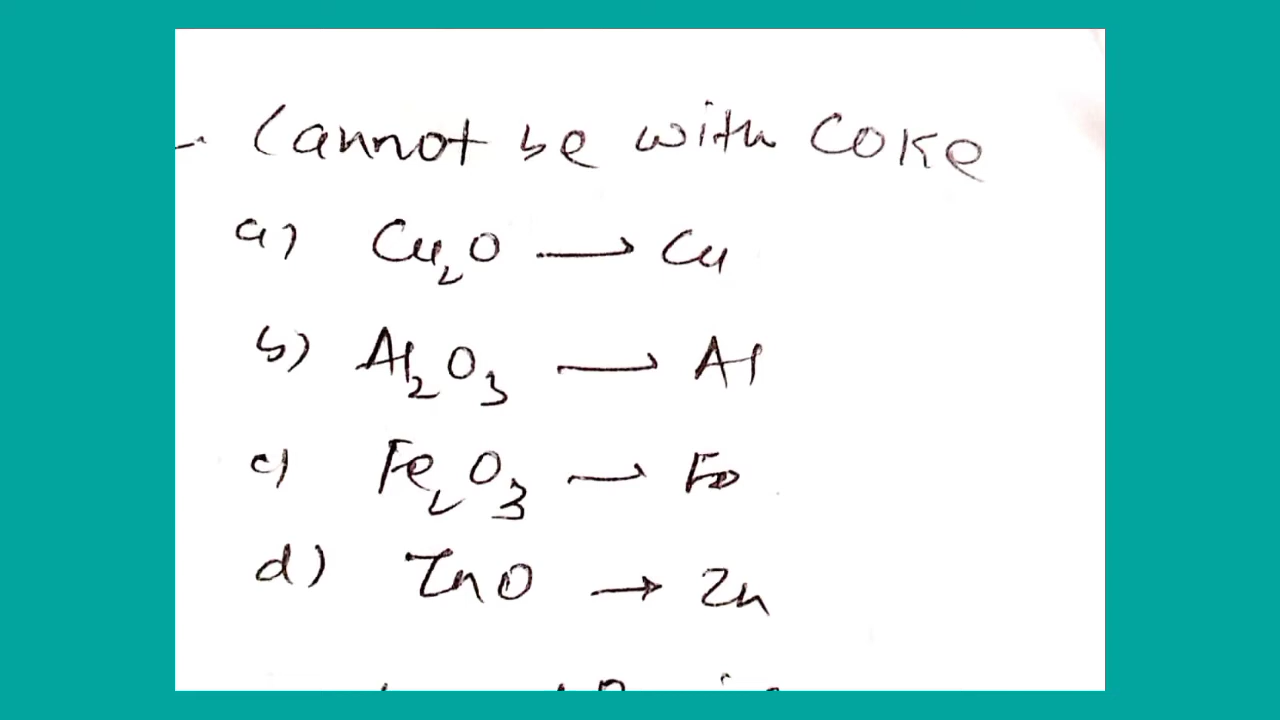 - Cannot be with Coke
a) Cu₂O → Cu
b) Al₂O₃ → Al
c) Fe₂O₃ → Fe
d) ZnO → Zn